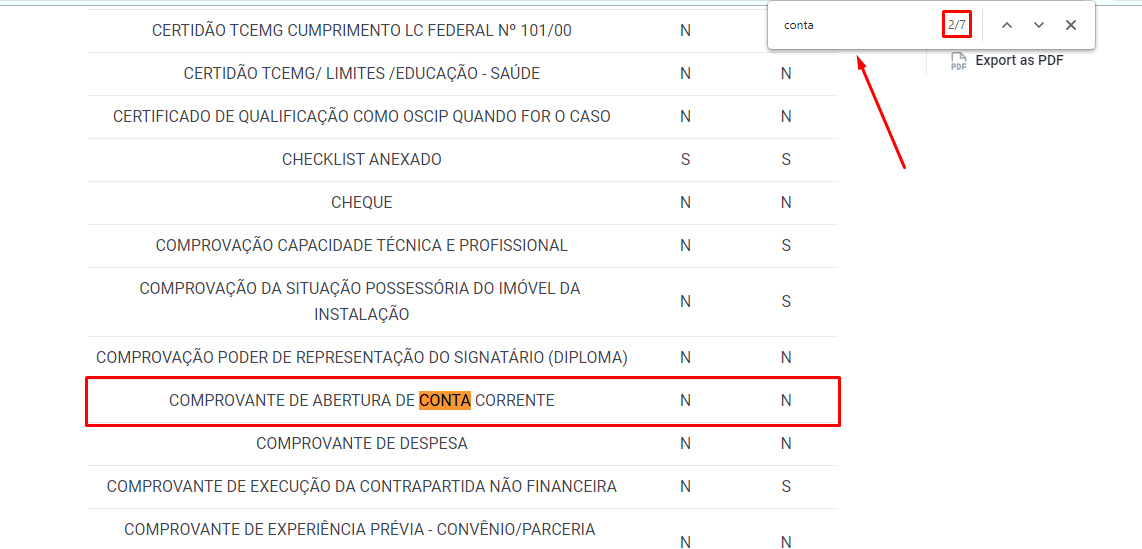 conta 2/7
Export as PDF
CERTIDÃO TCEMG CUMPRIMENTO LC FEDERAL Nº 101/00 N
CERTIDÃO TCEMG/ LIMITES /EDUCAÇÃO - SAÚDE N N
CERTIFICADO DE QUALIFICAÇÃO COMO OSCIP QUANDO FOR O CASO N N
CHECKLIST ANEXADO S S
CHEQUE N N
COMPROVAÇÃO CAPACIDADE TÉCNICA E PROFISSIONAL N S
COMPROVAÇÃO DA SITUAÇÃO POSSESSÓRIA DO IMÓVEL DA
INSTALAÇÃO N S
COMPROVAÇÃO PODER DE REPRESENTAÇÃO DO SIGNATÁRIO (DIPLOMA) N N
COMPROVANTE DE ABERTURA DE CONTA CORRENTE N N
COMPROVANTE DE DESPESA N N
COMPROVANTE DE EXECUÇÃO DA CONTRAPARTIDA NÃO FINANCEIRA N S
COMPROVANTE DE EXPERIÊNCIA PRÉVIA - CONVÊNIO/PARCERIA
N N